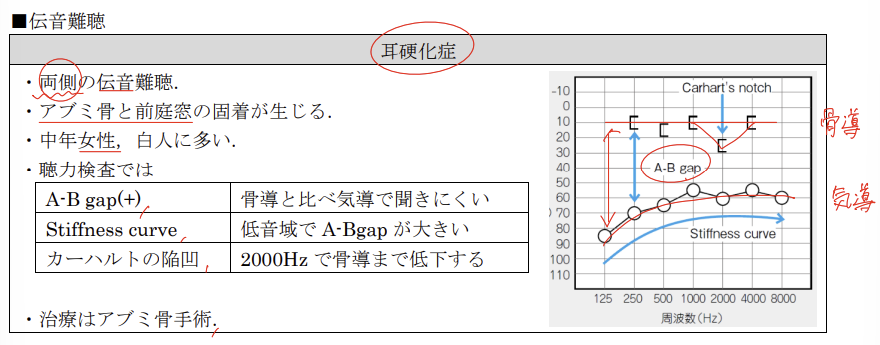 ■伝音難聴
耳硬化症
・両側の伝音難聴.
・アブミ骨と前庭窓の固着が生じる.
・中年女性，白人に多い.
・聴力検査では
A-B gap(+) 骨導と比べ気導で聞きにくい
Stiffness curve 低音域で A-Bgap が大きい
カーハルトの陥凹 2000Hz で骨導まで低下する
・治療はアブミ骨手術.
-10
0
10
20
30
40
50
60
70
80
90
100
110
Carhart's notch
A-B gap
Stiffness curve
125 250 500 1000 2000 4000 8000
周波数(Hz)
骨導
気導